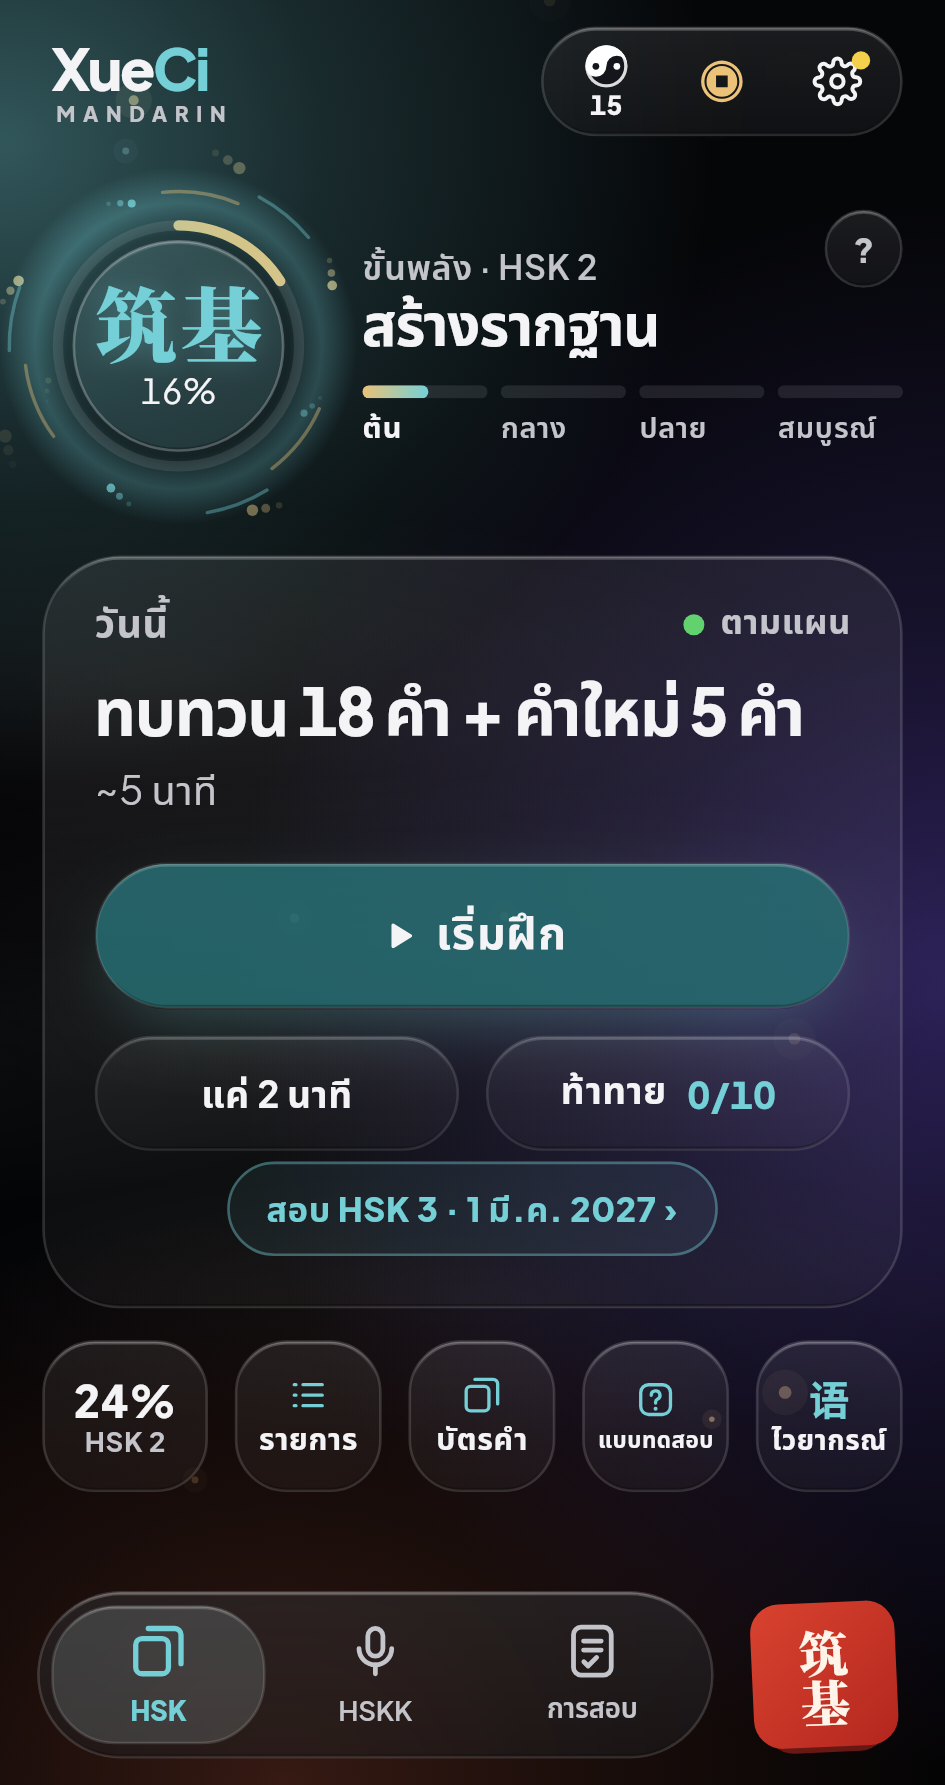 XueCi
MANDARIN
15
?
ขั้นพลัง · HSK 2
สร้างรากฐาน
筑基
16%
ต้น กลาง ปลาย สมบูรณ์
วันนี้
ตามแผน
ทบทวน 18 คำ + คำใหม่ 5 คำ
~5 นาที
เริ่มฝึก
แค่ 2 นาที
ท้าทาย 0/10
สอบ HSK 3 · 1 มี.ค. 2027 ›
24%
HSK 2
รายการ
บัตรคำ
?
แบบทดสอบ
语
ไวยากรณ์
HSK
HSKK
การสอบ
筑
基